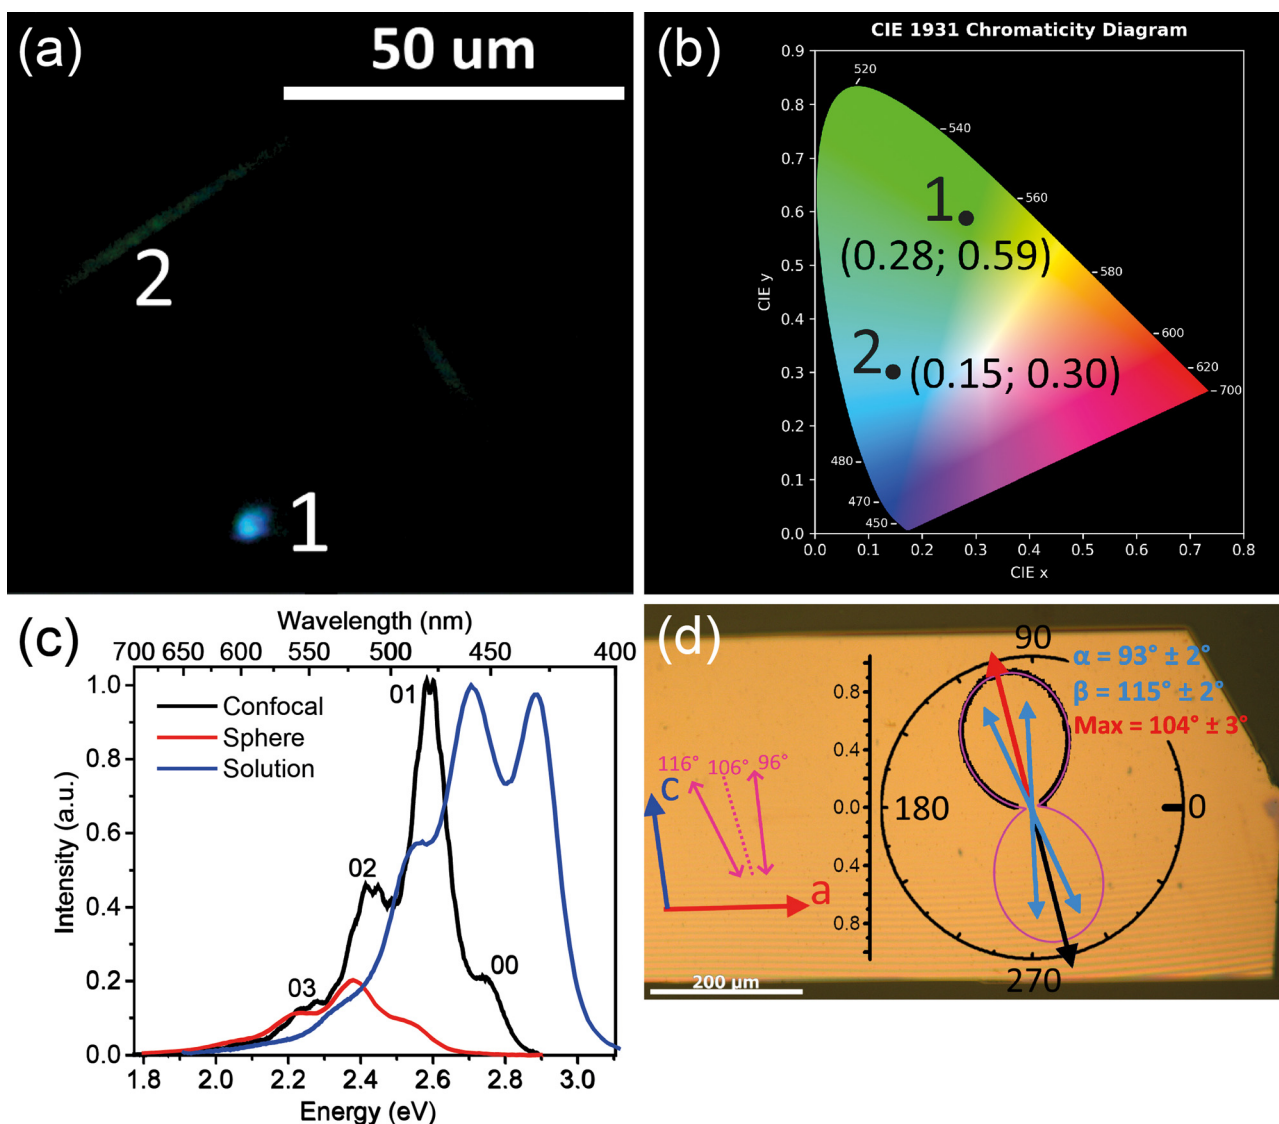 (a)
50 um
2
1
(b)
CIE 1931 Chromaticity Diagram
0.9
0.8
0.7
0.6
0.5
0.4
0.3
0.2
0.1
0.0
CIE y
520
540
560
580
600
620
700
480
470
450
1
(0.28; 0.59)
2
(0.15; 0.30)
0.0 0.1 0.2 0.3 0.4 0.5 0.6 0.7 0.8
CIE x
(c)
Wavelength (nm)
700 650 600 550 500 450 400
Confocal
Sphere
Solution
01
02
03
00
1.0
0.8
0.6
0.4
0.2
0.0
Intensity (a.u.)
1.8 2.0 2.2 2.4 2.6 2.8 3.0
Energy (eV)
(d)
90
α = 93° ± 2°
β = 115° ± 2°
Max = 104° ± 3°
0.8
0.4
0.0
0.4
0.8
180
0
270
116°
106°
96°
c
a
200 μm